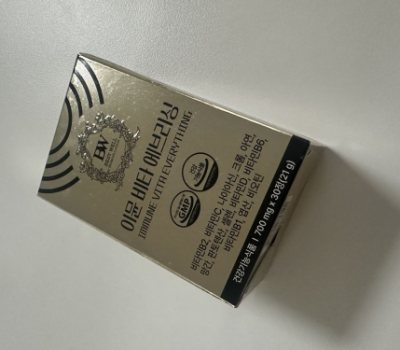 BW
이뮨 비타 에브리싱
IMMUNE VITA EVERYTHING
GMP
비타민B2, 비타민C, 나이아신, 크롬, 아연,
망간, 판토텐산, 셀렌, 비타민D, 비타민B6,
비타민B1, 엽산, 비오틴
건강기능식품 | 700 mg x 30정(21 g)